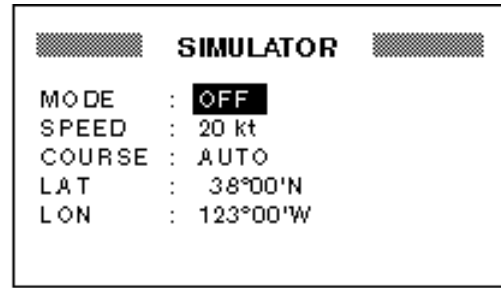 SIMULATOR
MODE : OFF
SPEED : 20 kt
COURSE : AUTO
LAT : 38°00'N
LON : 123°00'W